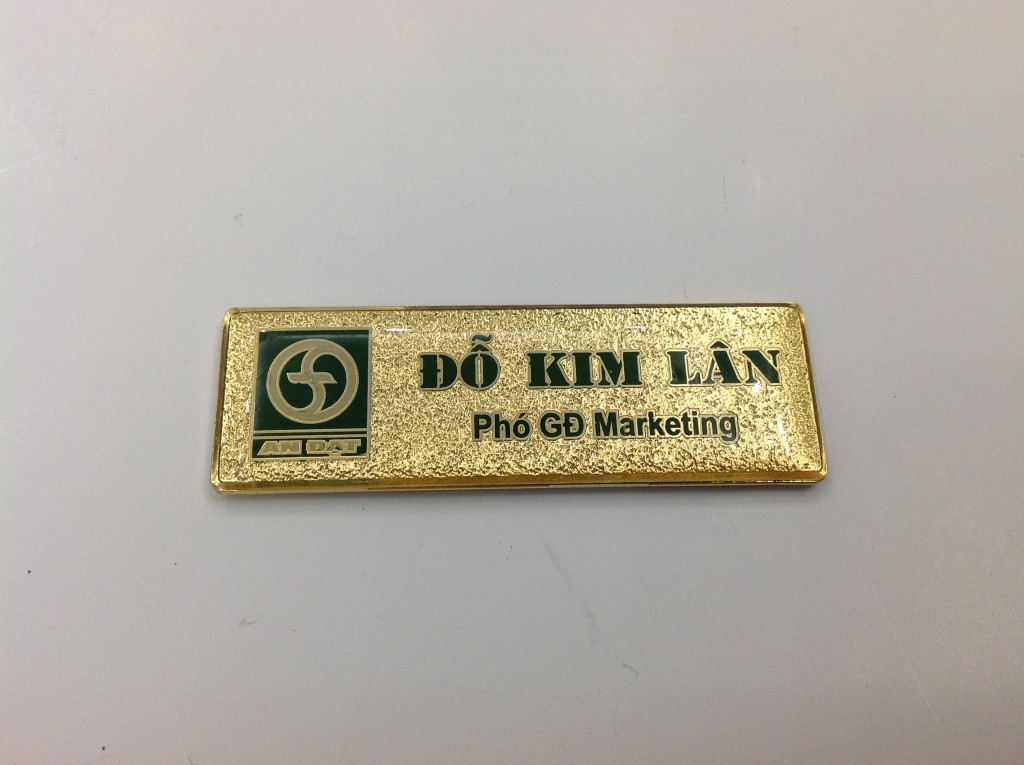 AN ĐẠT
ĐỖ KIM LÂN
Phó GĐ Marketing